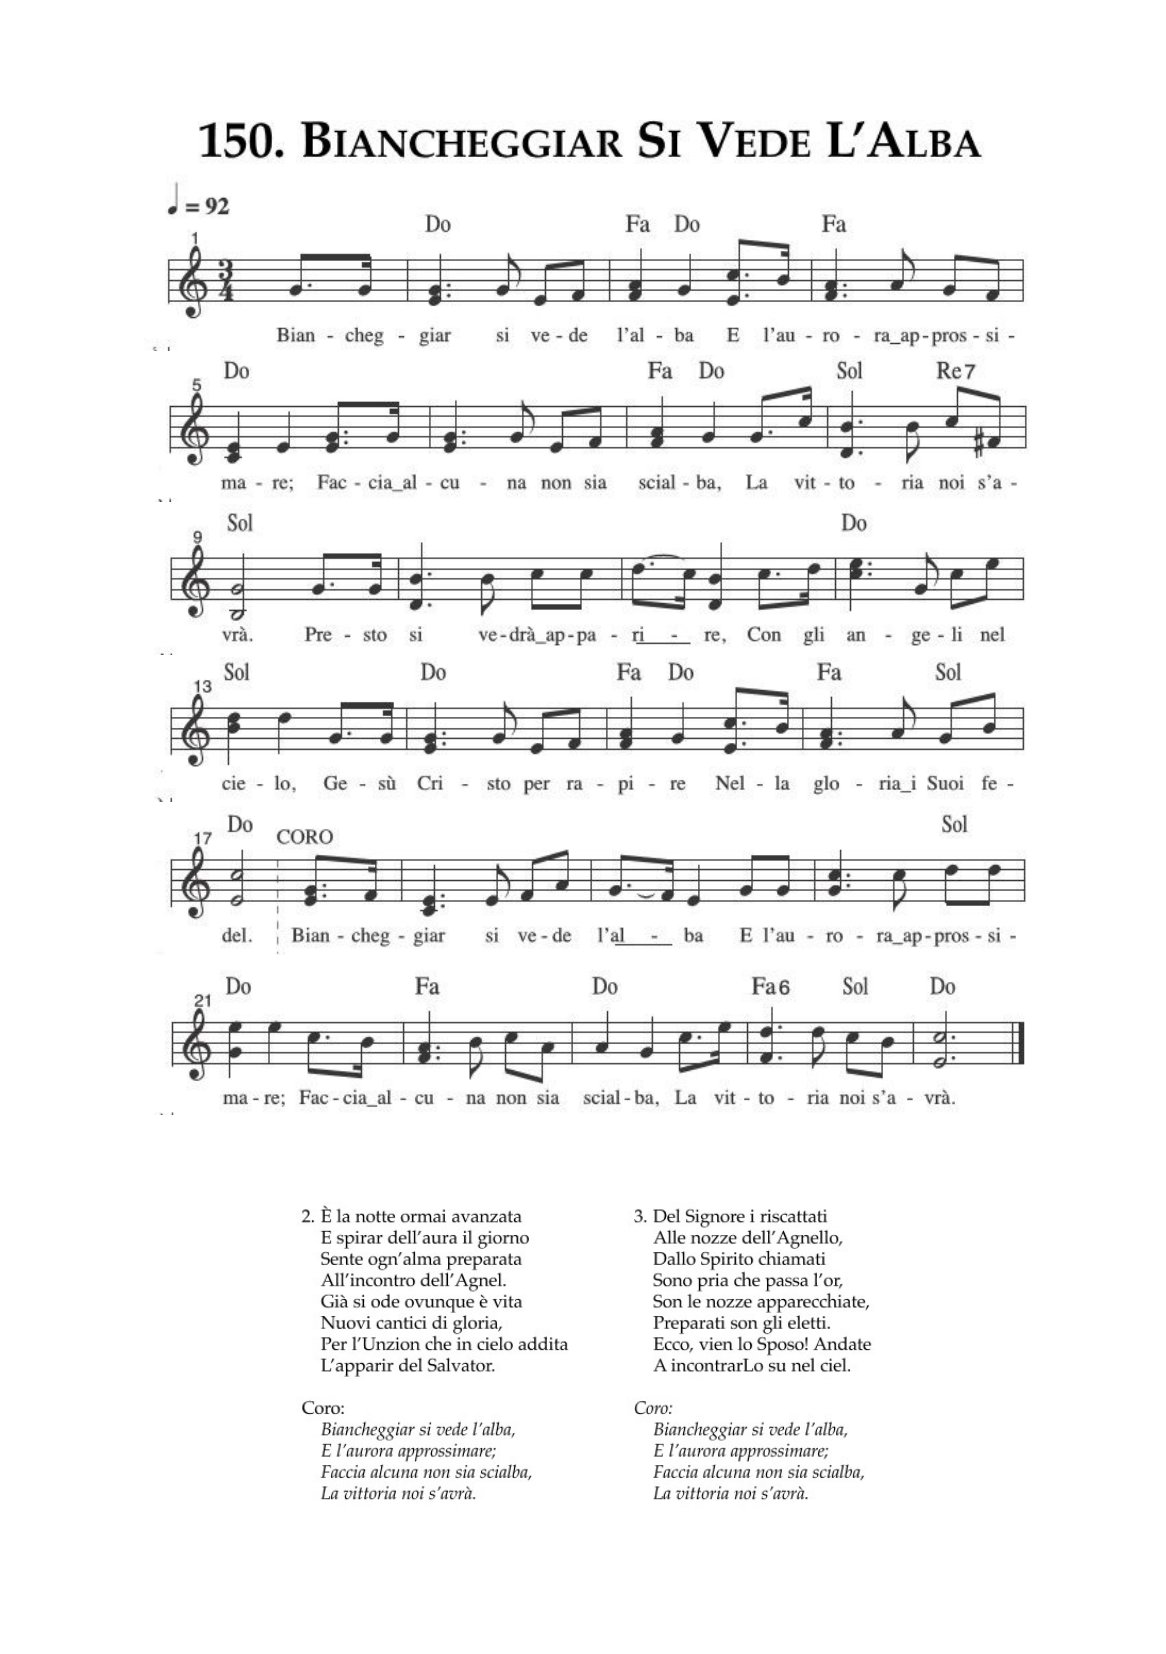 150. BIANCHEGGIAR SI VEDE L'ALBA
♩ = 92
Do Fa Do Fa
1
3
4
Bian - cheg - giar si ve - de l'al - ba E l'au - ro - ra_ap - pros - si -
Do Fa Do Sol Re7
5
ma - re; Fac - cia_al - cu - na non sia scial - ba, La vit - to - ria noi s'a -
Sol Do
9
vrà. Pre - sto si ve - drà_ap - pa - ri - re, Con gli an - ge - li nel
Sol Do Fa Do Fa Sol
13
cie - lo, Ge - sù Cri - sto per ra - pi - re Nel - la glo - ria_i Suoi fe -
Do Sol
17 CORO
del. Bian - cheg - giar si ve - de l'al - ba E l'au - ro - ra_ap - pros - si -
Do Fa Do Fa6 Sol Do
21
ma - re; Fac - cia_al - cu - na non sia scial - ba, La vit - to - ria noi s'a - vrà.
2. È la notte ormai avanzata
E spirar dell'aura il giorno
Sente ogn'alma preparata
All'incontro dell'Agnel.
Già si ode ovunque è vita
Nuovi cantici di gloria,
Per l'Unzion che in cielo addita
L'apparir del Salvator.
Coro:
Biancheggiar si vede l'alba,
E l'aurora approssimare;
Faccia alcuna non sia scialba,
La vittoria noi s'avrà.
3. Del Signore i riscattati
Alle nozze dell'Agnello,
Dallo Spirito chiamati
Sono pria che passa l'or,
Son le nozze apparecchiate,
Preparati son gli eletti.
Ecco, vien lo Sposo! Andate
A incontrarLo su nel ciel.
Coro:
Biancheggiar si vede l'alba,
E l'aurora approssimare;
Faccia alcuna non sia scialba,
La vittoria noi s'avrà.